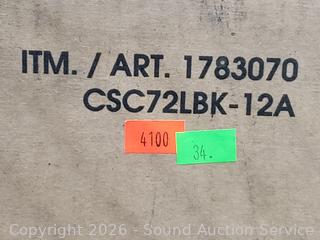 ITM. / ART. 1783070
CSC72LBK-12A
4100
34.
Copyright 2026 - Sound Auction Service